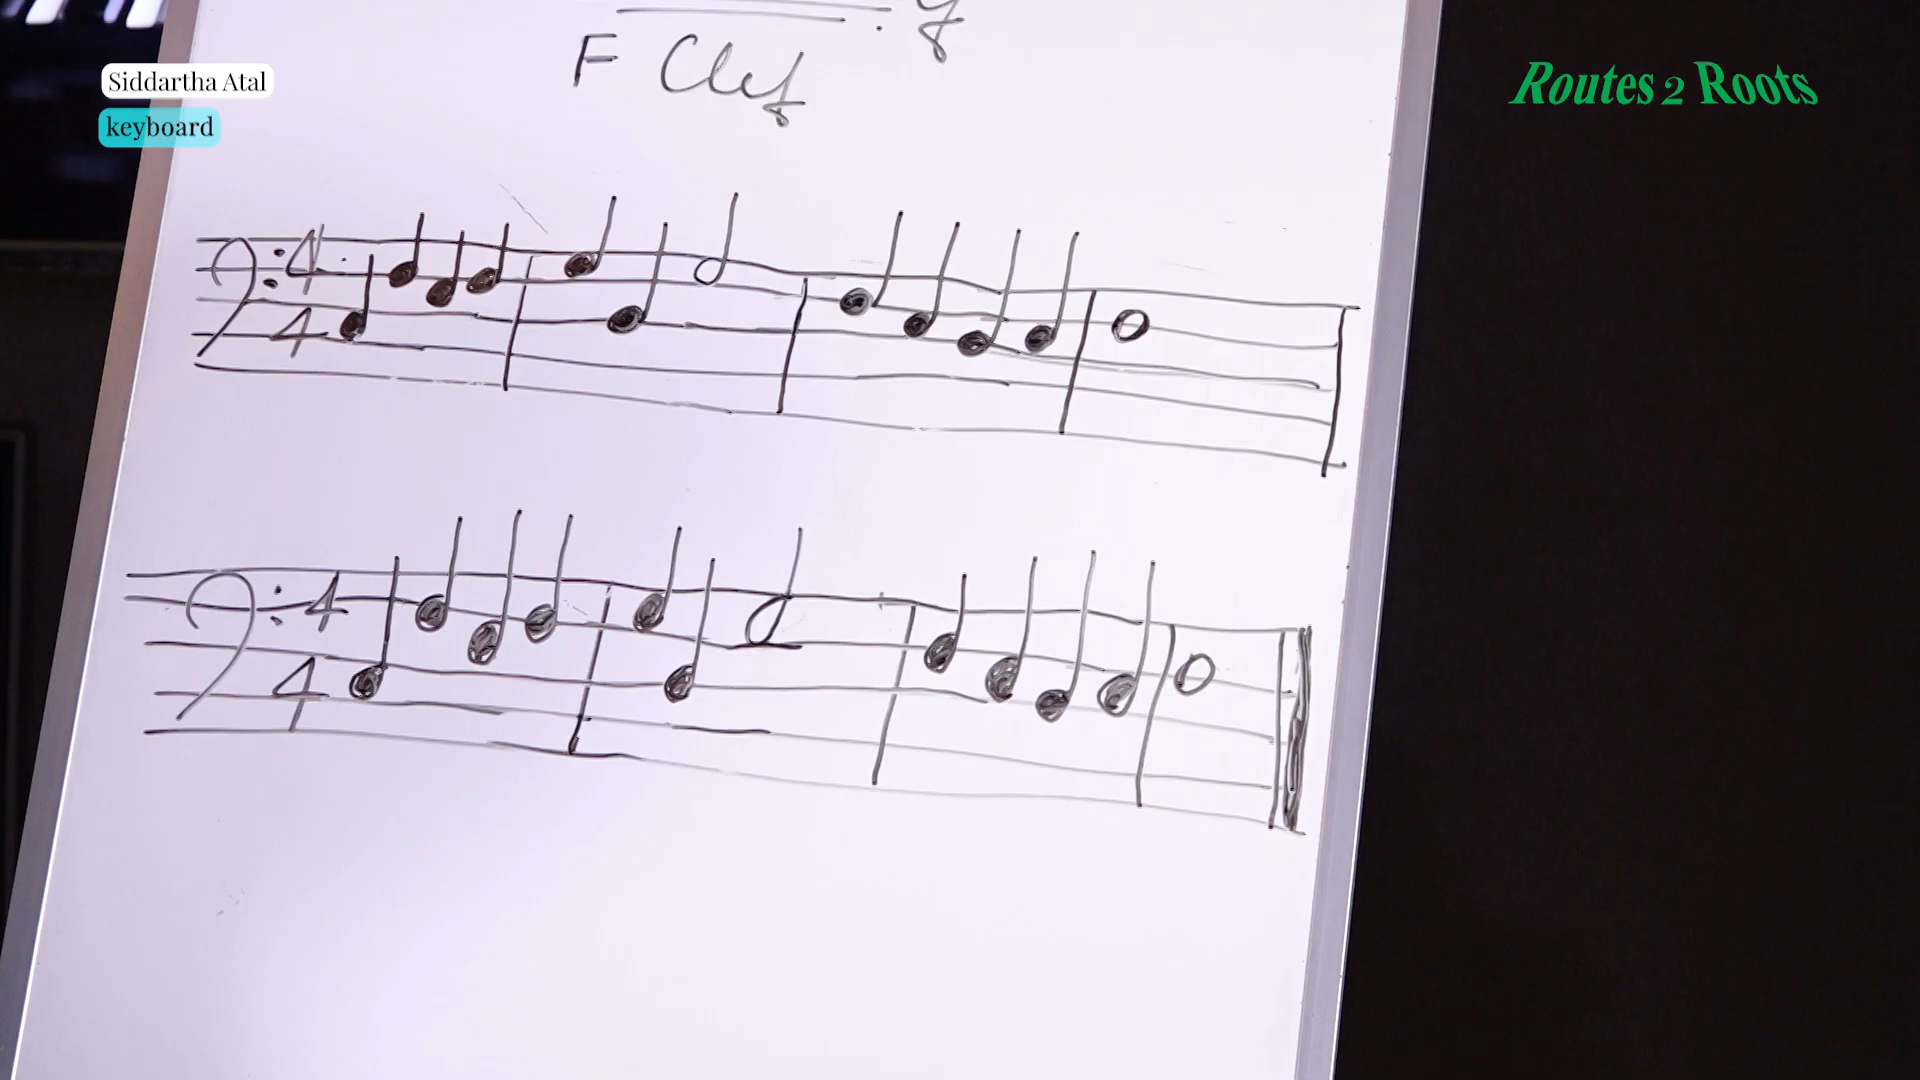 Siddartha Atal
keyboard
Routes 2 Roots
F Clef
4
4
4
4